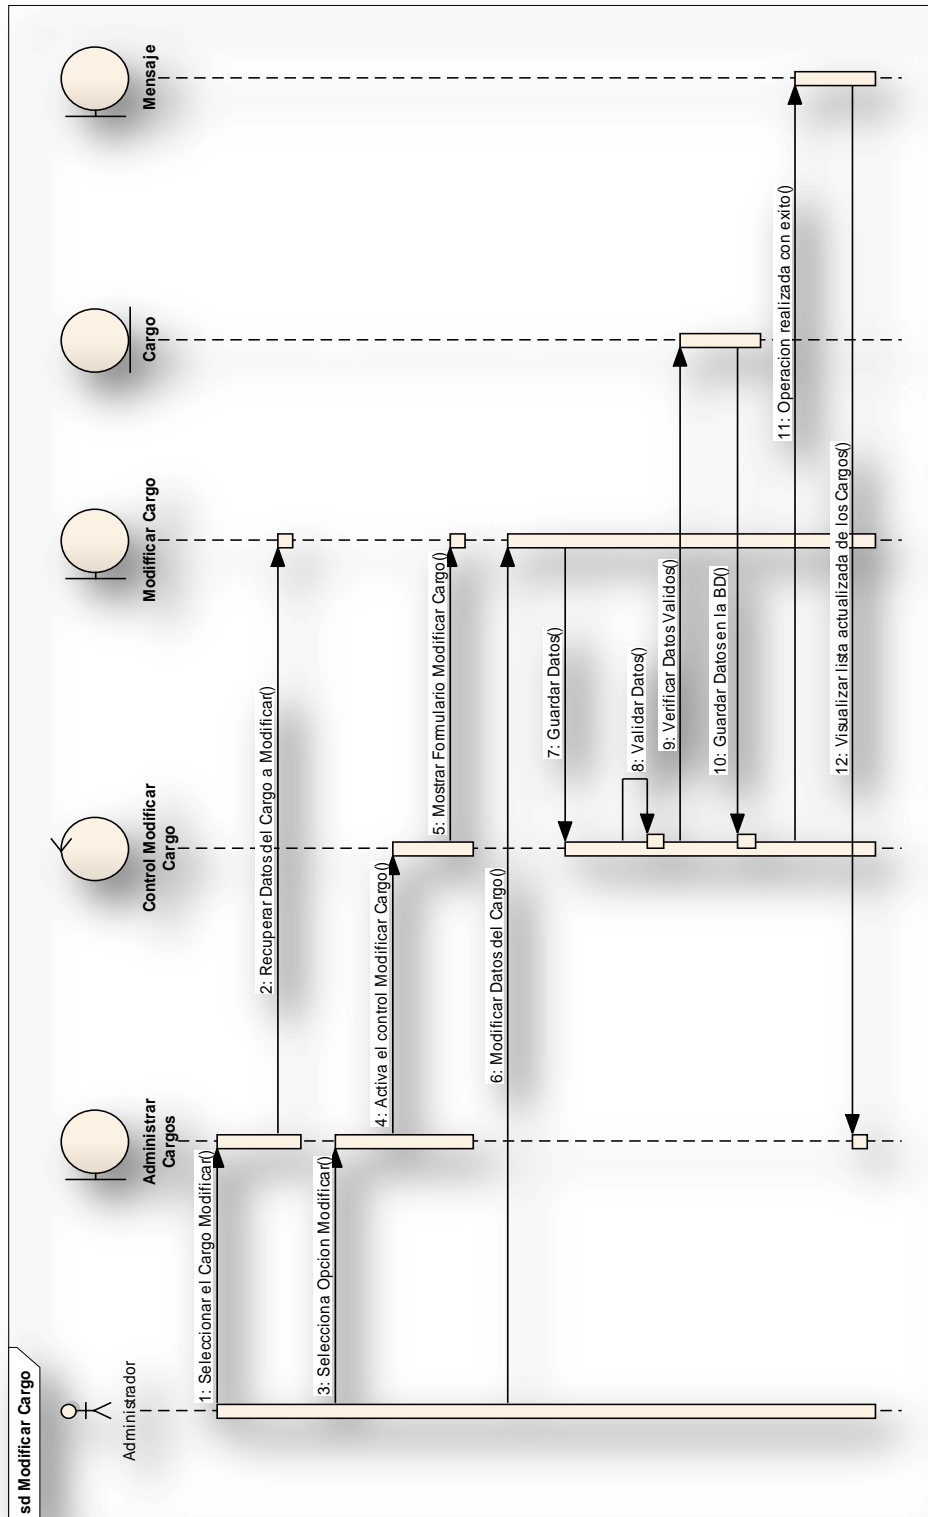 sd Modificar Cargo
Administrador
Administrar
Cargos
Control Modificar
Cargo
Modifficar Cargo
Cargo
Mensaje
1: Seleccionar el Cargo Modificar()
2: Recuperar Datos del Cargo a Modificar()
3: Selecciona Opcion Modificar()
4: Activa el control Modificar Cargo()
5: Mostrar Formulario Modificar Cargo()
6: Modificar Datos del Cargo()
7: Guardar Datos()
8: Validar Datos()
9: Verificar Datos Validos()
10: Guardar Datos en la BD()
11: Operacion realizada con exito()
12: Visualizar lista actualizada de los Cargos()